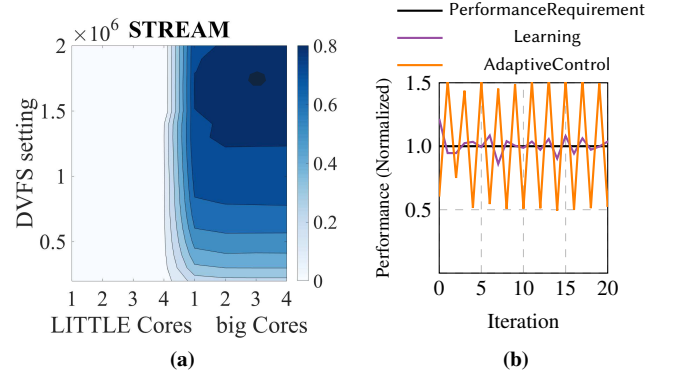 2 ×10^6 STREAM
0.8
1.5
0.6
1
0.4
0.5
0.2
0
DVFS setting
1 2 3 4 1 2 3 4
LITTLE Cores big Cores
(a)
PerformanceRequirement
Learning
AdaptiveControl
1.5
1.0
0.5
Performance (Normalized)
0 5 10 15 20
Iteration
(b)